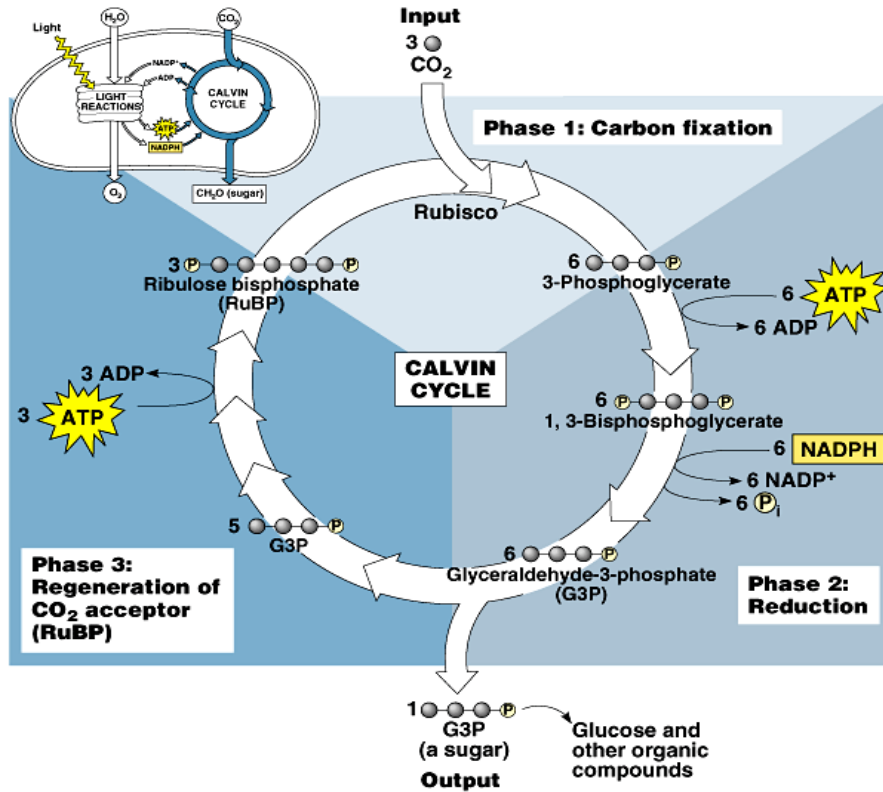 H₂O
CO₂
Light
NADP⁺
ADP
LIGHT
REACTIONS
CALVIN
CYCLE
ATP
NADPH
O₂
CH₂O (sugar)
Input
3
CO₂
Phase 1: Carbon fixation
Rubisco
3 P P
Ribulose bisphosphate
(RuBP)
6 P
3-Phosphoglycerate
6 ATP
6 ADP
CALVIN
CYCLE
3 ADP
3 ATP
6 P P
1, 3-Bisphosphoglycerate
6 NADPH
6 NADP⁺
6 Pᵢ
5 P
G3P
6 P
Glyceraldehyde-3-phosphate
(G3P)
Phase 3:
Regeneration of
CO₂ acceptor
(RuBP)
Phase 2:
Reduction
1 P
G3P
(a sugar)
Output
Glucose and
other organic
compounds